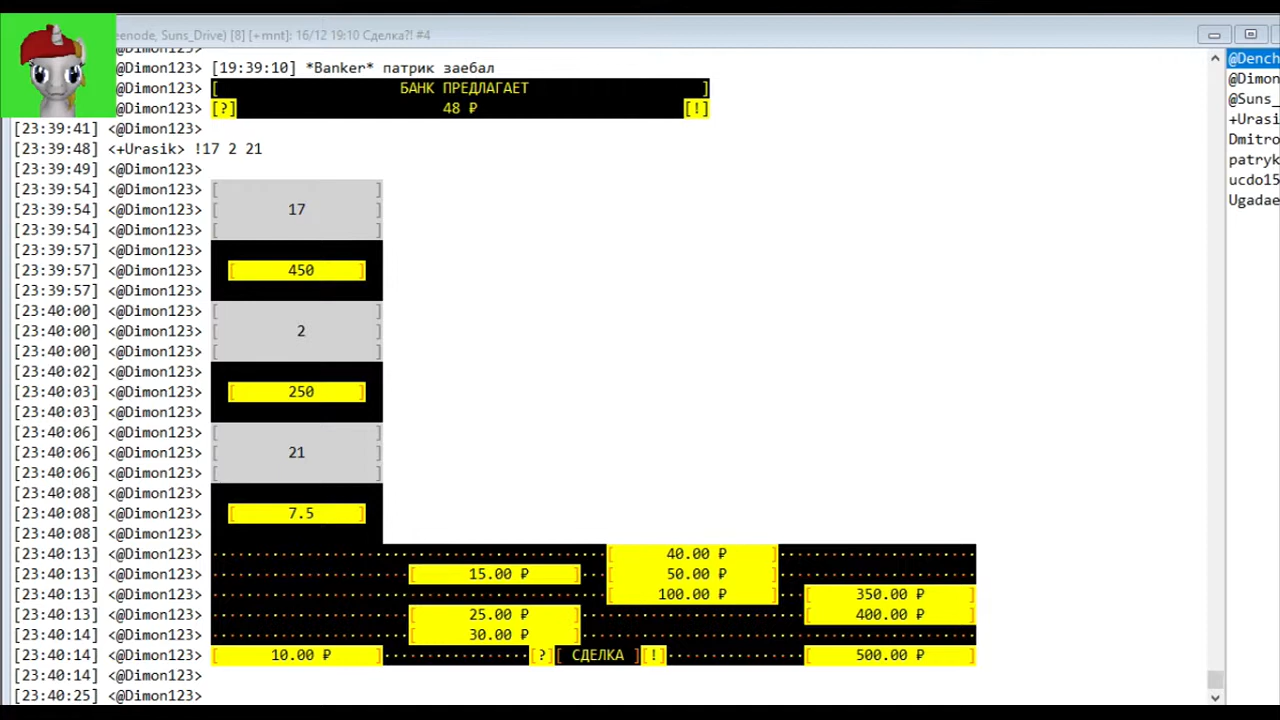 eenode, Suns_Drive) [8] [+mnt]: 16/12 19:10 Сделка?! #4
@Dimon123>
@Dimon123> [19:39:10] *Banker* патрик заебал
@Dimon123> [ БАНК ПРЕДЛАГАЕТ ]
@Dimon123> [?] 48 ₽ [!]
[23:39:41] <@Dimon123>
[23:39:48] <+Urasik> !17 2 21
[23:39:49] <@Dimon123>
[23:39:54] <@Dimon123> [ ]
[23:39:54] <@Dimon123> [ 17 ]
[23:39:54] <@Dimon123> [ ]
[23:39:57] <@Dimon123>
[23:39:57] <@Dimon123> [ 450 ]
[23:39:57] <@Dimon123>
[23:40:00] <@Dimon123> [ ]
[23:40:00] <@Dimon123> [ 2 ]
[23:40:00] <@Dimon123> [ ]
[23:40:02] <@Dimon123>
[23:40:03] <@Dimon123> [ 250 ]
[23:40:03] <@Dimon123>
[23:40:06] <@Dimon123> [ ]
[23:40:06] <@Dimon123> [ 21 ]
[23:40:06] <@Dimon123> [ ]
[23:40:08] <@Dimon123>
[23:40:08] <@Dimon123> [ 7.5 ]
[23:40:08] <@Dimon123>
[23:40:13] <@Dimon123> [ 40.00 ₽ ]
[23:40:13] <@Dimon123> [ 15.00 ₽ ] [ 50.00 ₽ ]
[23:40:13] <@Dimon123> [ 100.00 ₽ ] [ 350.00 ₽ ]
[23:40:13] <@Dimon123> [ 25.00 ₽ ] [ 400.00 ₽ ]
[23:40:14] <@Dimon123> [ 30.00 ₽ ]
[23:40:14] <@Dimon123> [ 10.00 ₽ ] [?] [ СДЕЛКА ] [!] [ 500.00 ₽ ]
[23:40:14] <@Dimon123>
[23:40:25] <@Dimon123>
@Dench
@Dimon
@Suns_
+Urasi
Dmitro
patryk
ucdo15
Ugadae